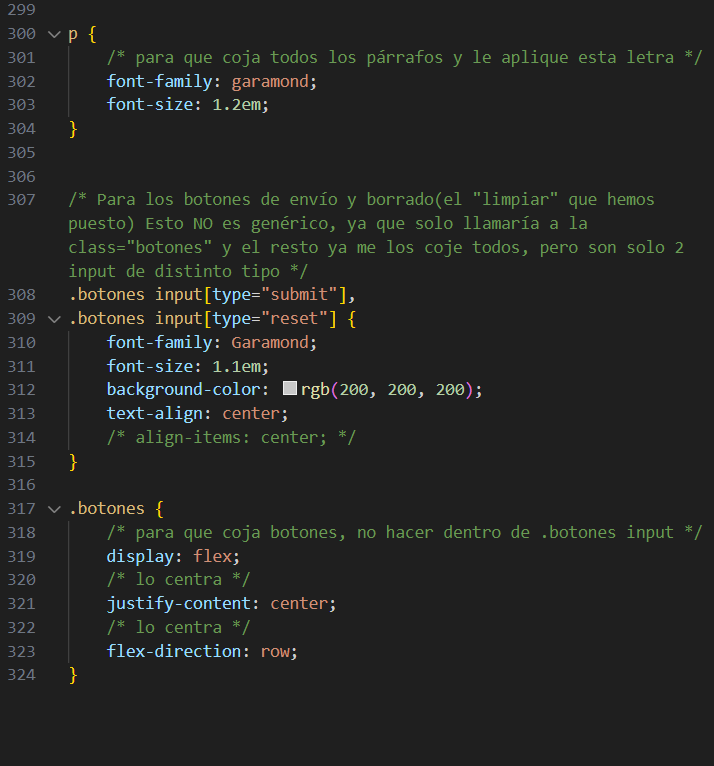 299
300 p {
301 /* para que coja todos los párrafos y le aplique esta letra */
302 font-family: garamond;
303 font-size: 1.2em;
304 }
305
306
307 /* Para los botones de envío y borrado(el "limpiar" que hemos
puesto) Esto NO es genérico, ya que solo llamaría a la
class="botones" y el resto ya me los coje todos, pero son solo 2
input de distinto tipo */
308 .botones input[type="submit"],
309 .botones input[type="reset"] {
310 font-family: Garamond;
311 font-size: 1.1em;
312 background-color: rgb(200, 200, 200);
313 text-align: center;
314 /* align-items: center; */
315 }
316
317 .botones {
318 /* para que coja botones, no hacer dentro de .botones input */
319 display: flex;
320 /* lo centra */
321 justify-content: center;
322 /* lo centra */
323 flex-direction: row;
324 }